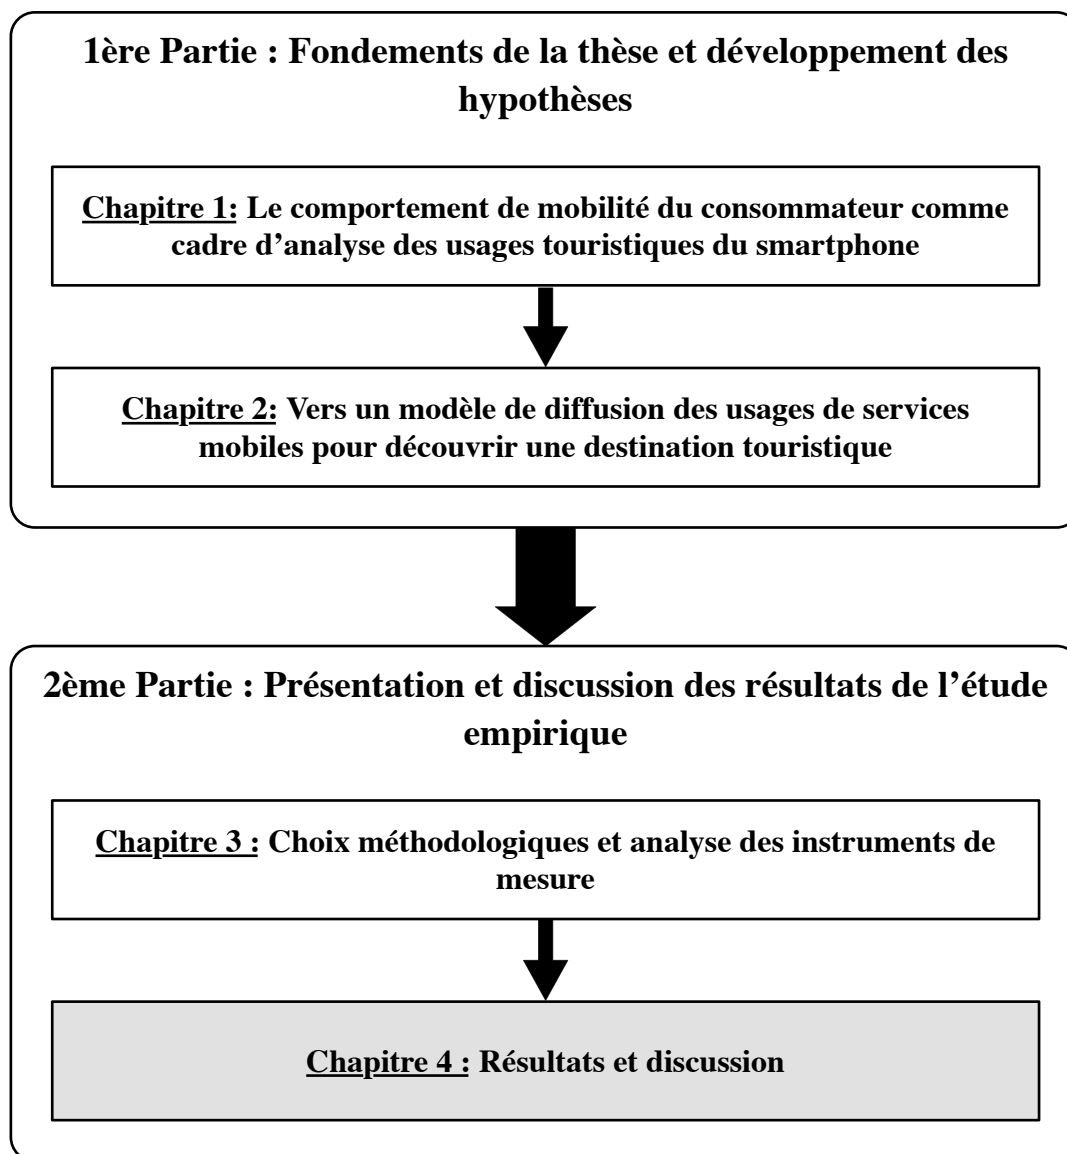 1ère Partie : Fondements de la thèse et développement des
hypothèses
Chapitre 1: Le comportement de mobilité du consommateur comme
cadre d’analyse des usages touristiques du smartphone
Chapitre 2: Vers un modèle de diffusion des usages de services
mobiles pour découvrir une destination touristique
2ème Partie : Présentation et discussion des résultats de l’étude
empirique
Chapitre 3 : Choix méthodologiques et analyse des instruments de
mesure
Chapitre 4 : Résultats et discussion